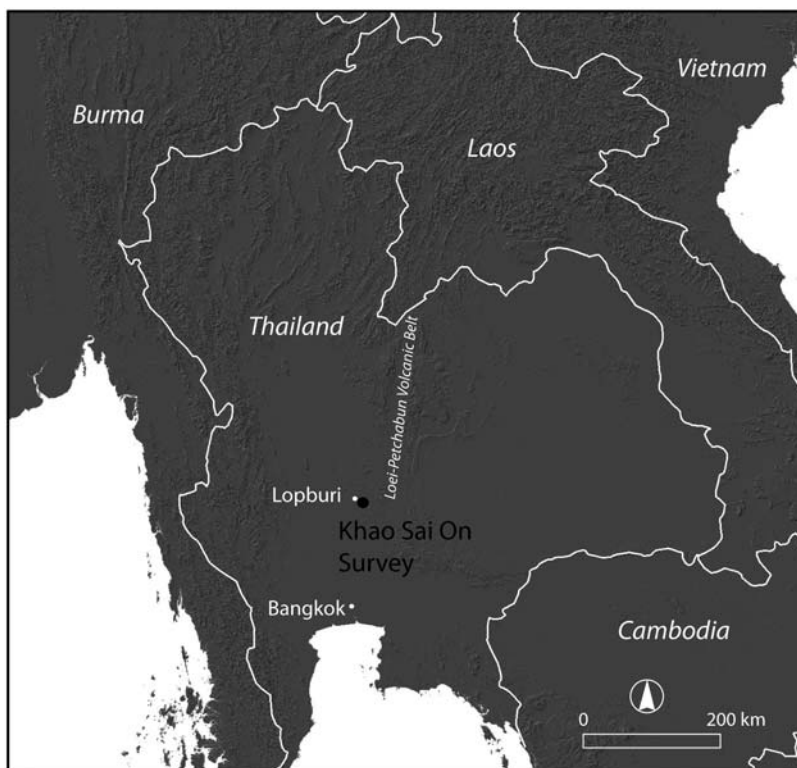 Vietnam
Burma
Laos
Thailand
Loei-Petchabun Volcanic Belt
Lopburi
Khao Sai On
Survey
Bangkok
Cambodia
0 200 km